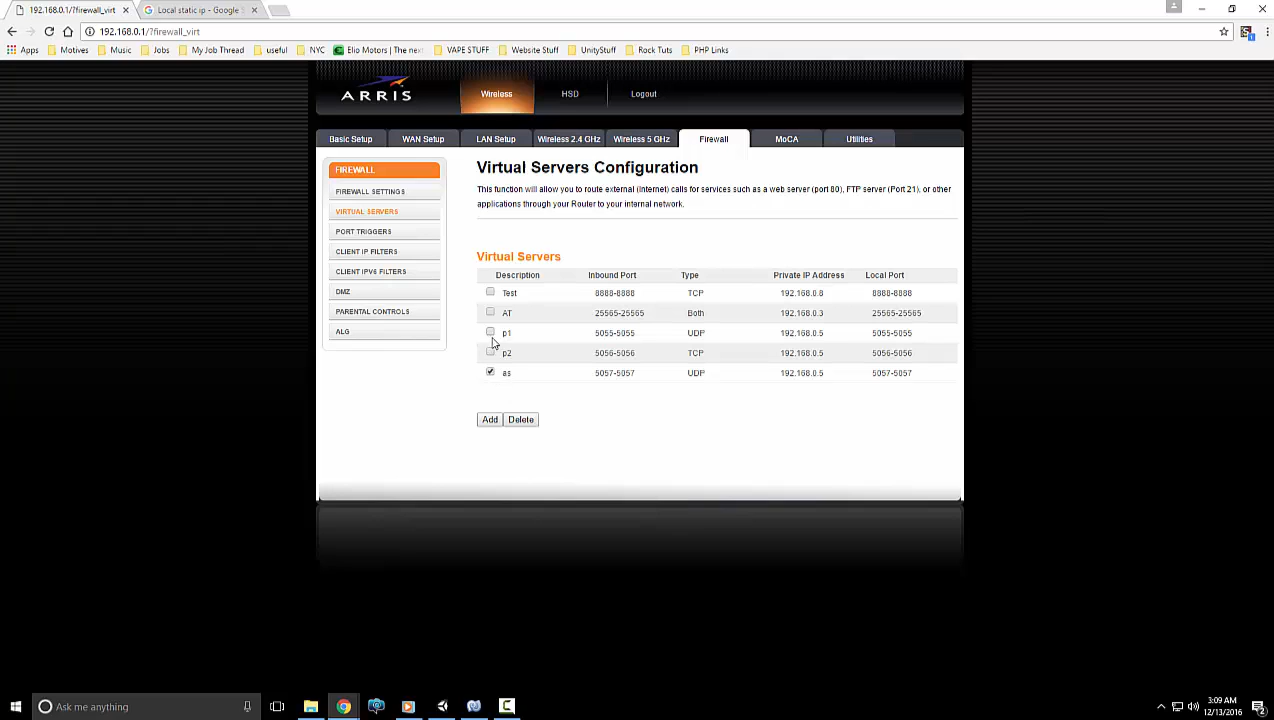 192.168.0.1/?firewall_virt
Local static ip - Google S
192.168.0.1/?firewall_virt
Apps Motives Music Jobs My Job Thread useful NYC Elio Motors | The nex VAPE STUFF Website Stuff UnityStuff Rock Tuts PHP Links
ARRIS
Wireless HSD Logout
Basic Setup WAN Setup LAN Setup Wireless 2.4 GHz Wireless 5 GHz Firewall MoCA Utilities
FIREWALL
FIREWALL SETTINGS
VIRTUAL SERVERS
PORT TRIGGERS
CLIENT IP FILTERS
CLIENT IPV6 FILTERS
DMZ
PARENTAL CONTROLS
ALG
Virtual Servers Configuration
This function will allow you to route external (Internet) calls for services such as a web server (port 80), FTP server (Port 21), or other
applications through your Router to your internal network.
Virtual Servers
Description Inbound Port Type Private IP Address Local Port
Test 8888-8888 TCP 192.168.0.8 8888-8888
AT 25565-25565 Both 192.168.0.3 25565-25565
p1 5055-5055 UDP 192.168.0.5 5055-5055
p2 5056-5056 TCP 192.168.0.5 5056-5056
as 5057-5057 UDP 192.168.0.5 5057-5057
Add Delete
Ask me anything
3:09 AM
12/13/2016
2